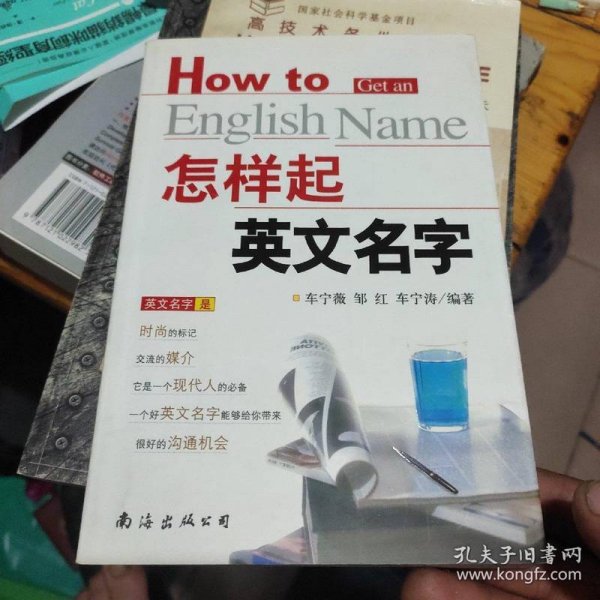 国家社会科学基金项目
高技术
How to Get an
English Name
怎样起
英文名字
车宁薇 邹 红 车宁涛/编著
英文名字 是
时尚的标记
交流的媒介
它是一个现代人的必备
一个好英文名字能够给你带来
很好的沟通机会
南海出版公司
孔夫子旧书网
www.kongfz.com